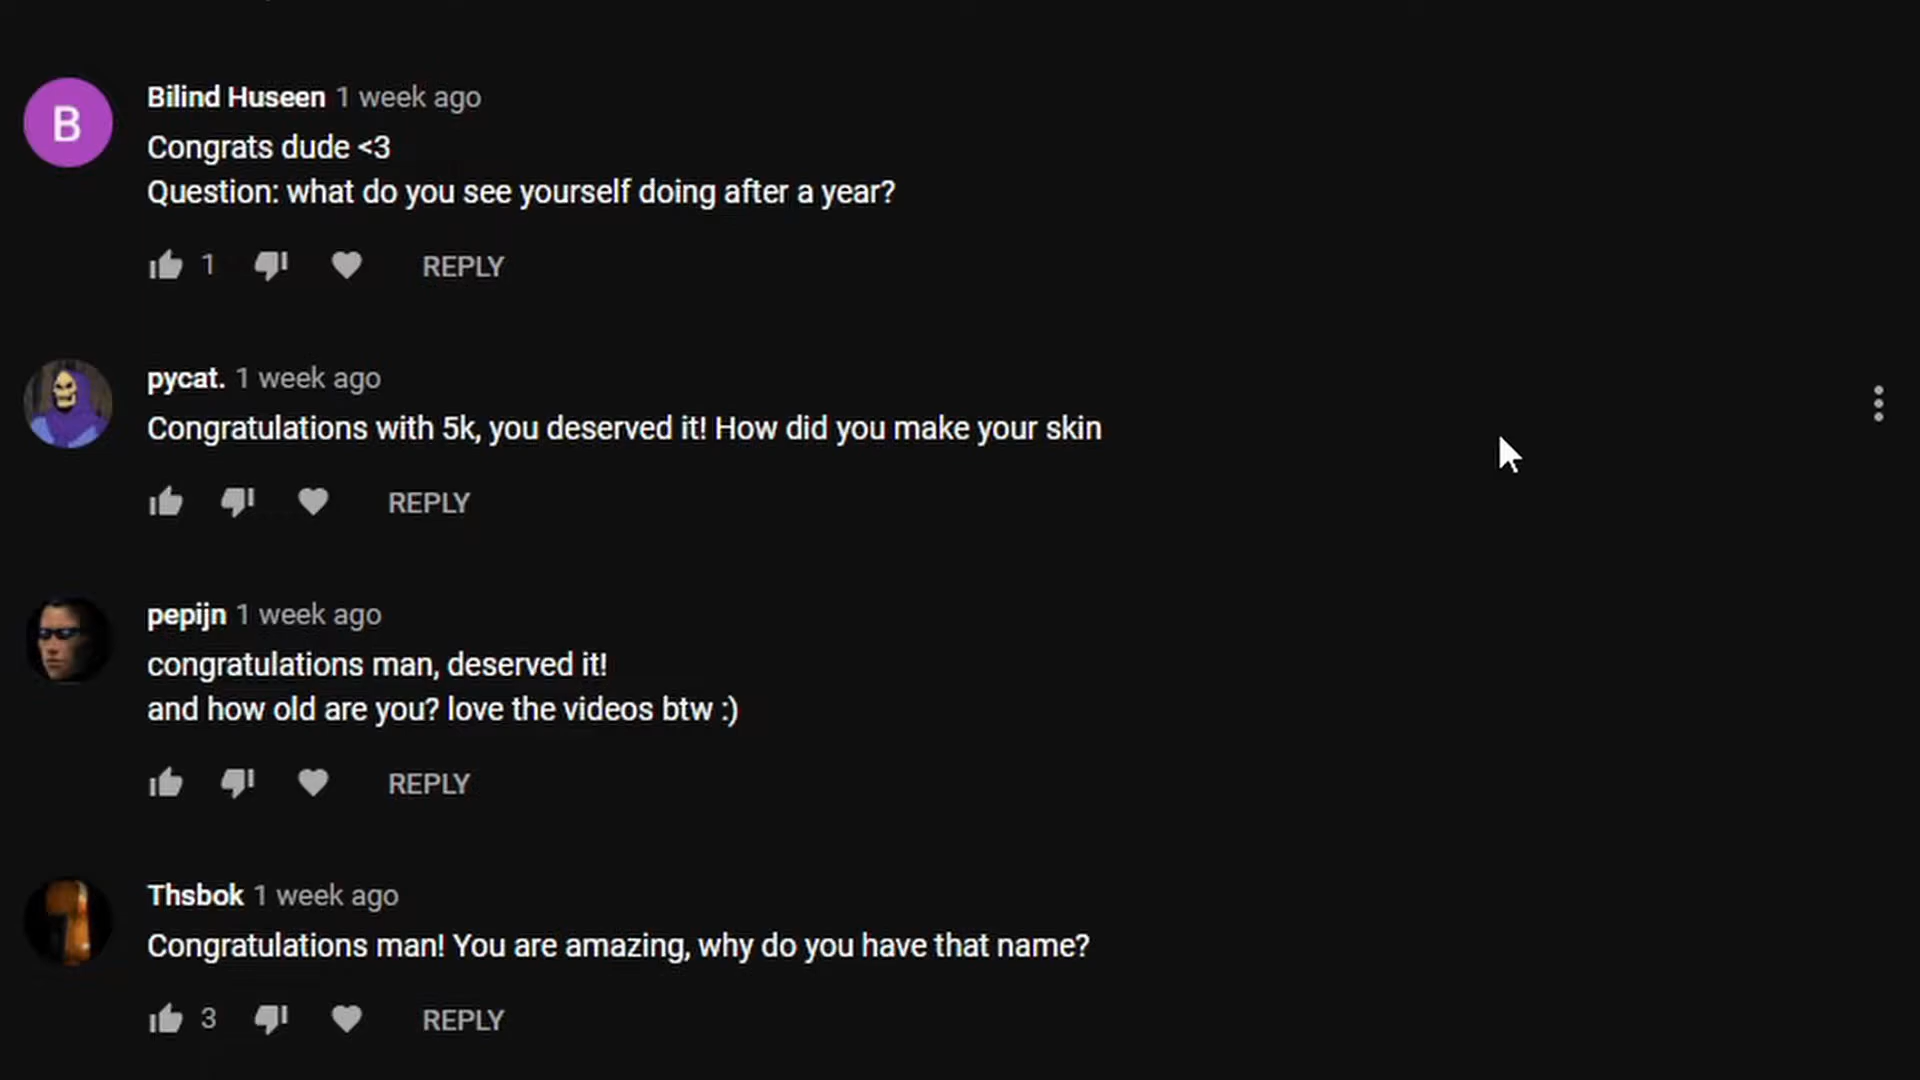 B
Bilind Huseen 1 week ago
Congrats dude <3
Question: what do you see yourself doing after a year?
1 REPLY
pycat. 1 week ago
Congratulations with 5k, you deserved it! How did you make your skin
REPLY
pepijn 1 week ago
congratulations man, deserved it!
and how old are you? love the videos btw :)
REPLY
Thsbok 1 week ago
Congratulations man! You are amazing, why do you have that name?
3 REPLY